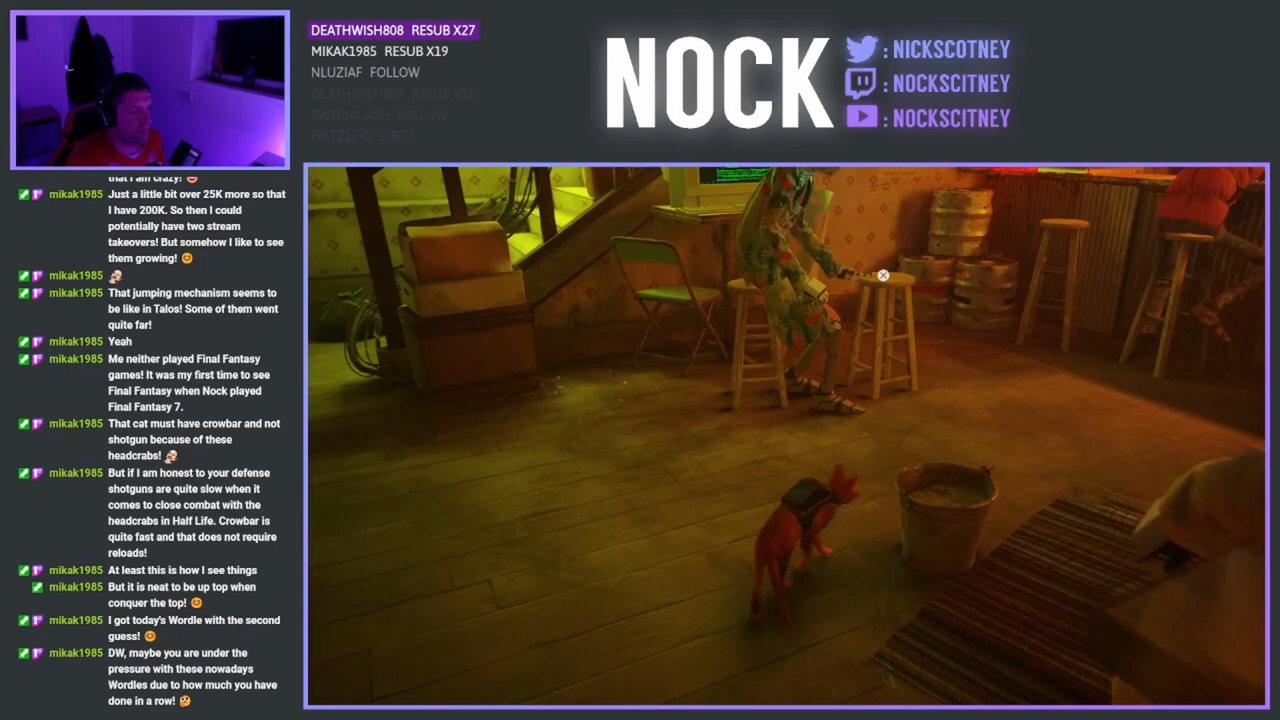 DEATHWISH808 RESUB X27
MIKAK1985 RESUB X19
NLUZIAF FOLLOW
DEATHWISH808 RESUB X26
RAINDACASH FOLLOW
FRITZ1792 2 BITS
NOCK
: NICKSCOTNEY
: NOCKSCITNEY
: NOCKSCITNEY
that I am crazy!
mikak1985 Just a little bit over 25K more so that
I have 200K. So then I could
potentially have two stream
takeovers! But somehow I like to see
them growing!
mikak1985
mikak1985 That jumping mechanism seems to
be like in Talos! Some of them went
quite far!
mikak1985 Yeah
mikak1985 Me neither played Final Fantasy
games! It was my first time to see
Final Fantasy when Nock played
Final Fantasy 7.
mikak1985 That cat must have crowbar and not
shotgun because of these
headcrabs!
mikak1985 But if I am honest to your defense
shotguns are quite slow when it
comes to close combat with the
headcrabs in Half Life. Crowbar is
quite fast and that does not require
reloads!
mikak1985 At least this is how I see things
mikak1985 But it is neat to be up top when
conquer the top!
mikak1985 I got today's Wordle with the second
guess!
mikak1985 DW, maybe you are under the
pressure with these nowadays
Wordles due to how much you have
done in a row!